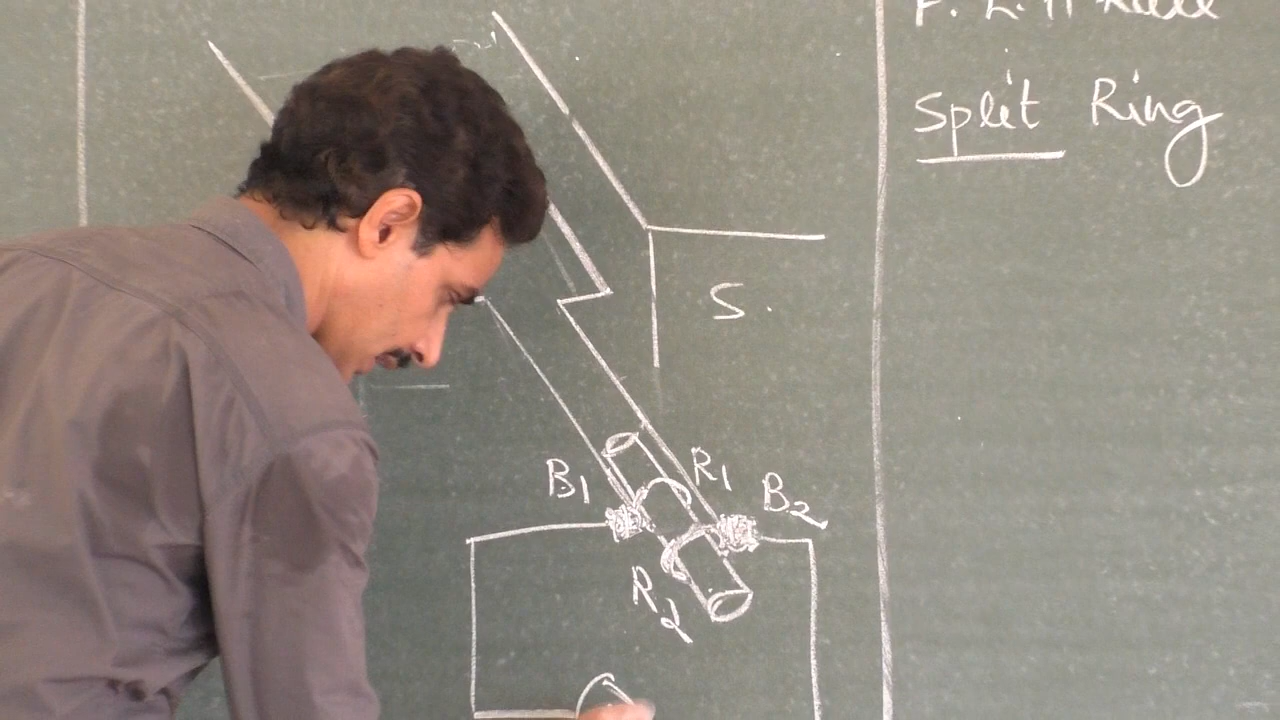 Split Ring
S.
B1
R1
B2
R2